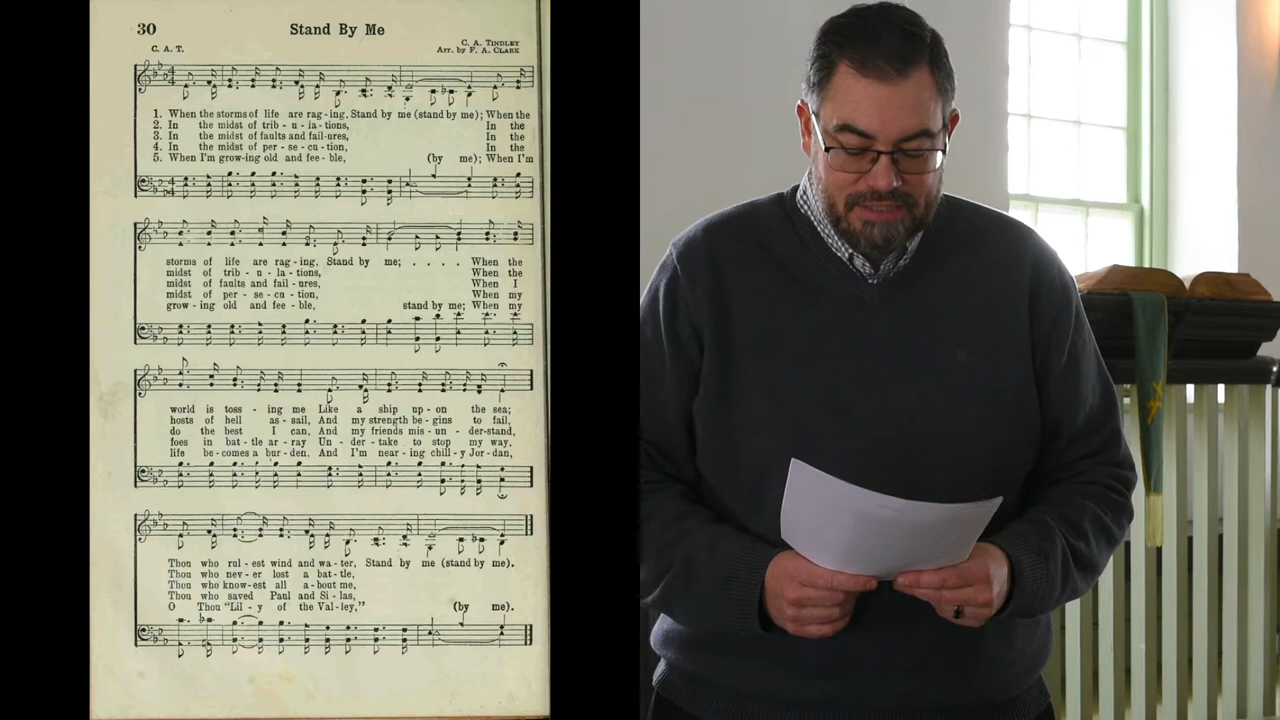 30
Stand By Me
C. A. T.
C. A. TINDLEY
Arr. by F. A. CLARK
1. When the storms of life are rag-ing, Stand by me (stand by me); When the
2. In the midst of trib - u - la - tions, In the
3. In the midst of faults and fail-ures, In the
4. In the midst of per - se - cu - tion, In the
5. When I'm grow-ing old and fee - ble, (by me); When I'm
storms of life are rag - ing, Stand by me; . . . . When the
midst of trib - u - la - tions, When the
midst of faults and fail - ures, When I
midst of per - se - cu - tion, When my
grow - ing old and fee - ble, stand by me; When my
world is toss - ing me Like a ship up - on the sea;
hosts of hell as - sail, And my strength be - gins to fail,
do the best I can, And my friends mis - un - der-stand,
foes in bat - tle ar - ray Un - der - take to stop my way,
life be-comes a bur - den, And I'm near - ing chill - y Jor - dan,
Thou who rul - est wind and wa - ter, Stand by me (stand by me).
Thou who nev - er lost a bat - tle,
Thou who know-est all a - bout me,
Thou who saved Paul and Si - las,
O Thou "Lil - y of the Val - ley," (by me).